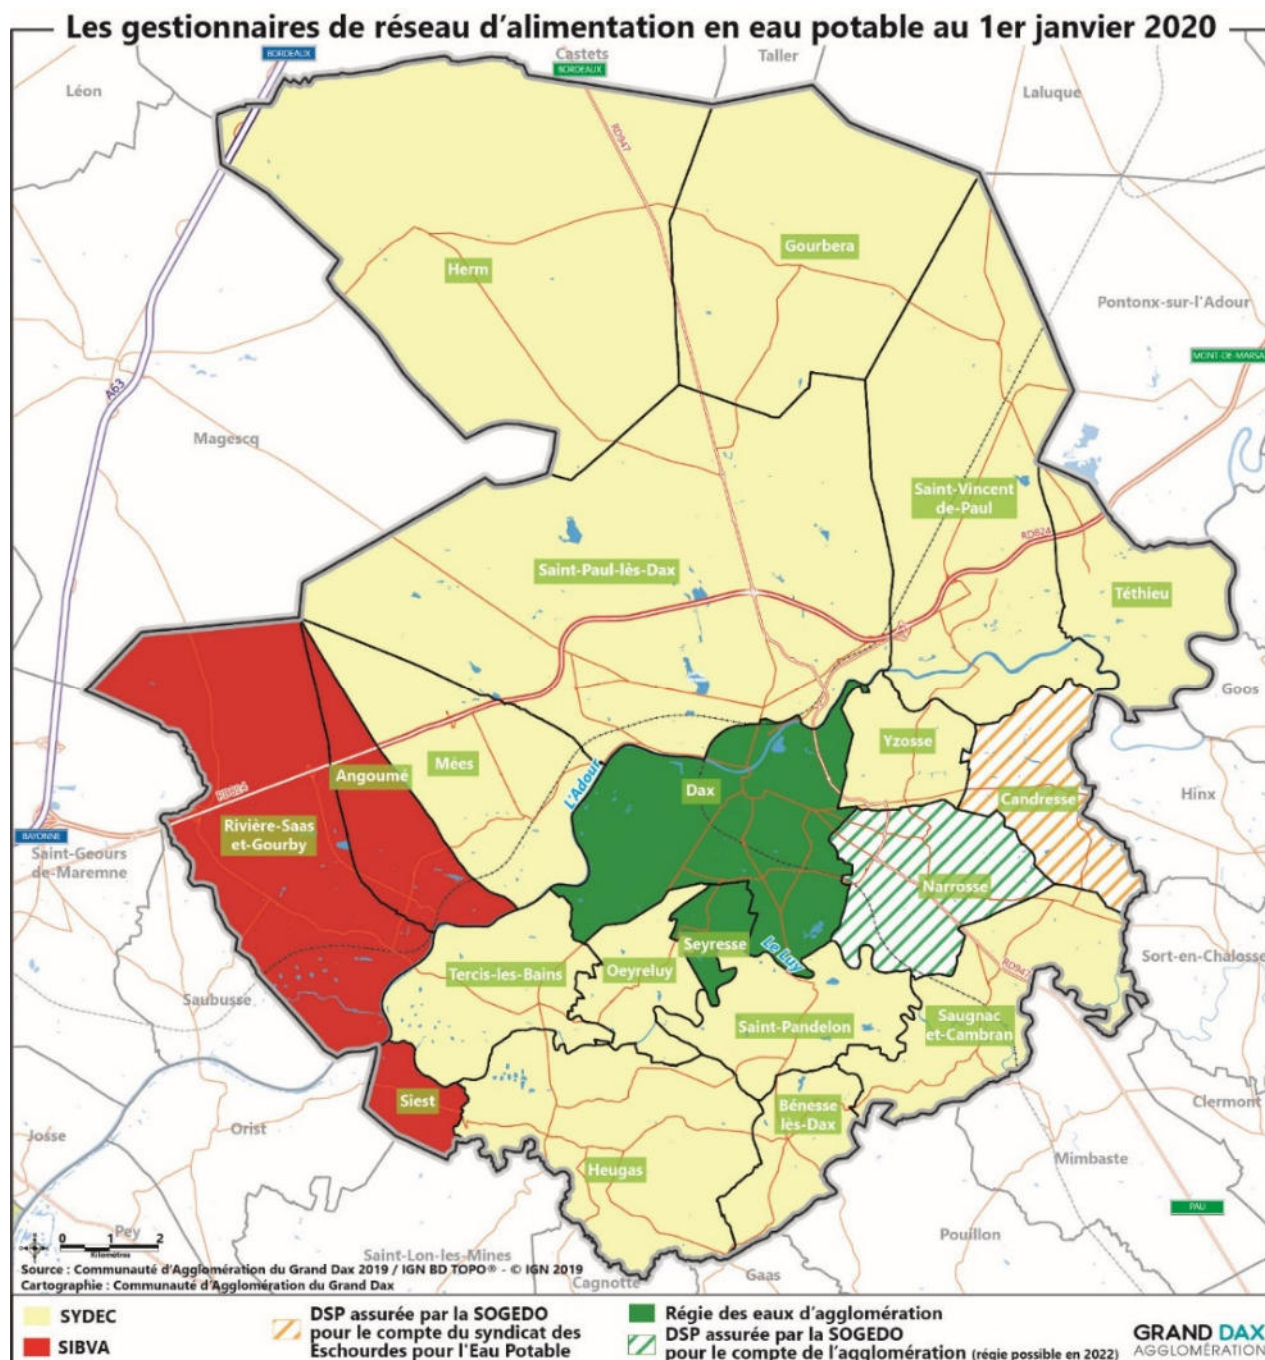 Les gestionnaires de réseau d'alimentation en eau potable au 1er janvier 2020
BORDEAUX
Castets
BORDEAUX
Taller
Léon
Laluque
RD947
Gourbera
Herm
Pontonx-sur-l'Adour
MONT-DE-MARSA
A63
Magescq
Saint-Vincent
de-Paul
RD824
Saint-Paul-lès-Dax
Téthieu
Goos
Yzosse
Mées
Angoumé
L'Adour
Dax
Candresse
Hinx
RD824
Rivière-Saas
et-Gourby
BAYONNE
Saint-Geours
de-Maremne
Narrosse
Seyresse
Le Luy
Oeyreluy
Tercis-les-Bains
RD947
Sort-en-Chalosse
Saubusse
Saint-Pandelon
Saugnac
et-Cambran
Siest
Bénesse
lès-Dax
Clermont
Josse
Orist
Heugas
Mimbaste
PAU
Pey
Pouillon
0 1 2
Kilomètres
Saint-Lon-les-Mines
Cagnotte
Gaas
Source : Communauté d'Agglomération du Grand Dax 2019 / IGN BD TOPO® - © IGN 2019
Cartographie : Communauté d'Agglomération du Grand Dax
SYDEC
SIBVA
DSP assurée par la SOGEDO
pour le compte du syndicat des
Eschourdes pour l'Eau Potable
Régie des eaux d'agglomération
DSP assurée par la SOGEDO
pour le compte de l'agglomération (régie possible en 2022)
GRAND DAX
AGGLOMÉRATION